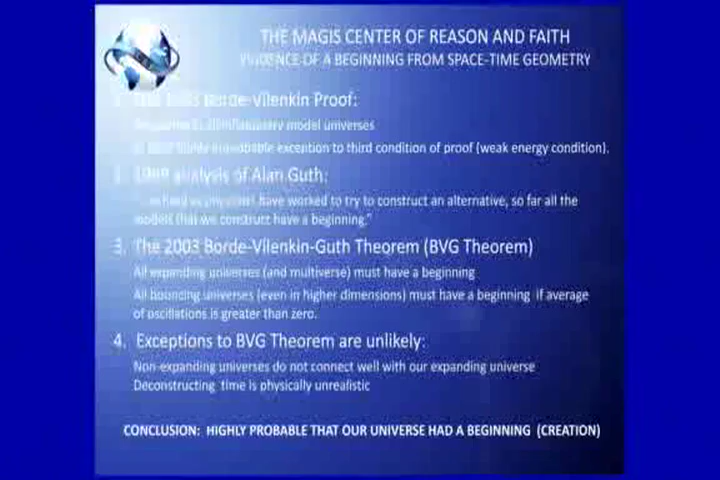 THE MAGIS CENTER OF REASON AND FAITH
EVIDENCE OF A BEGINNING FROM SPACE-TIME GEOMETRY
Borde-Vilenkin Proof:
inflationary model universes
exception to third condition of proof (weak energy condition).
analysis of Alan Guth:
have worked to try to construct an alternative, so far all the
models that we construct have a beginning."
3. The 2003 Borde-Vilenkin-Guth Theorem (BVG Theorem)
All expanding universes (and multiverse) must have a beginning
All bouncing universes (even in higher dimensions) must have a beginning if average
of oscillations is greater than zero.
4. Exceptions to BVG Theorem are unlikely:
Non-expanding universes do not connect well with our expanding universe
Deconstructing time is physically unrealistic
CONCLUSION: HIGHLY PROBABLE THAT OUR UNIVERSE HAD A BEGINNING (CREATION)